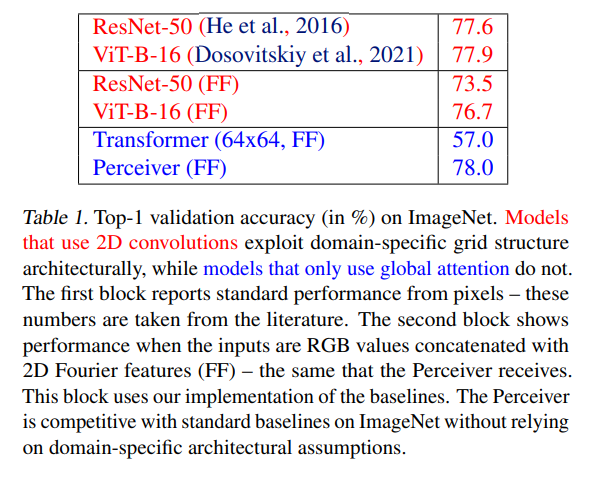 ResNet-50 (He et al., 2016) 77.6
ViT-B-16 (Dosovitskiy et al., 2021) 77.9
ResNet-50 (FF) 73.5
ViT-B-16 (FF) 76.7
Transformer (64x64, FF) 57.0
Perceiver (FF) 78.0
Table 1. Top-1 validation accuracy (in %) on ImageNet. Models
that use 2D convolutions exploit domain-specific grid structure
architecturally, while models that only use global attention do not.
The first block reports standard performance from pixels – these
numbers are taken from the literature. The second block shows
performance when the inputs are RGB values concatenated with
2D Fourier features (FF) – the same that the Perceiver receives.
This block uses our implementation of the baselines. The Perceiver
is competitive with standard baselines on ImageNet without relying
on domain-specific architectural assumptions.